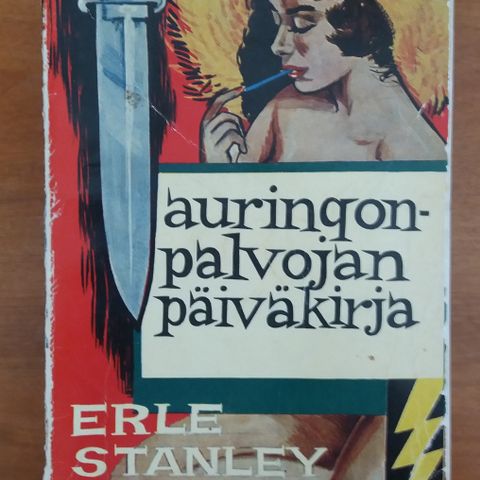 auringon-
palvojan
päiväkirja
ERLE
STANLEY